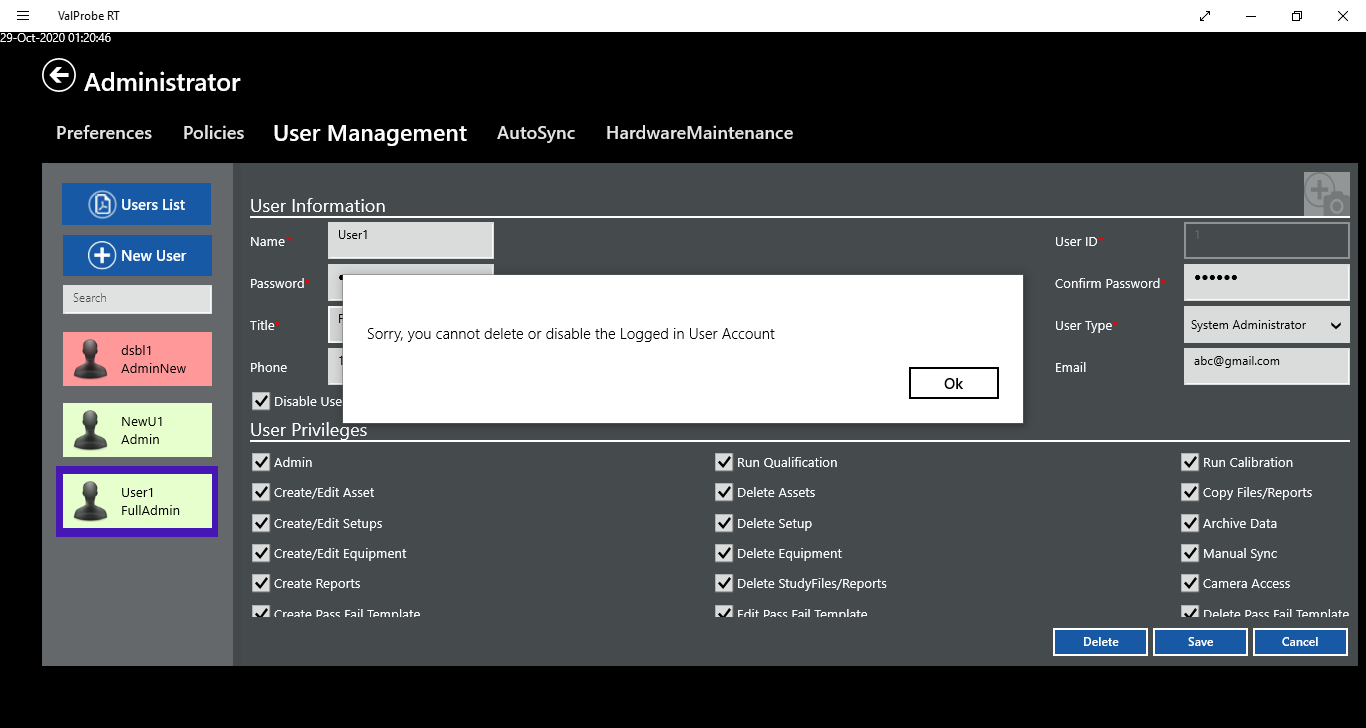 ValProbe RT
29-Oct-2020 01:20:46
Administrator
Preferences Policies User Management AutoSync HardwareMaintenance
Users List
New User
Search
dsbl1
AdminNew
NewU1
Admin
User1
FullAdmin
User Information
Name* User1 User ID* 1
Password* Confirm Password* ••••••
Title* User Type* System Administrator
Phone 1 Email abc@gmail.com
Disable Use
Sorry, you cannot delete or disable the Logged in User Account
Ok
User Privileges
Admin Run Qualification Run Calibration
Create/Edit Asset Delete Assets Copy Files/Reports
Create/Edit Setups Delete Setup Archive Data
Create/Edit Equipment Delete Equipment Manual Sync
Create Reports Delete StudyFiles/Reports Camera Access
Create Pass Fail Template Edit Pass Fail Template Delete Pass Fail Template
Delete Save Cancel